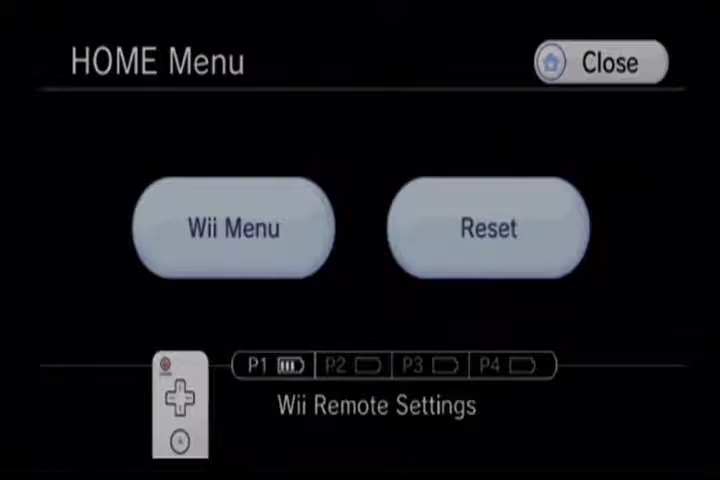 HOME Menu
Close
Wii Menu
Reset
P1 P2 P3 P4
Wii Remote Settings